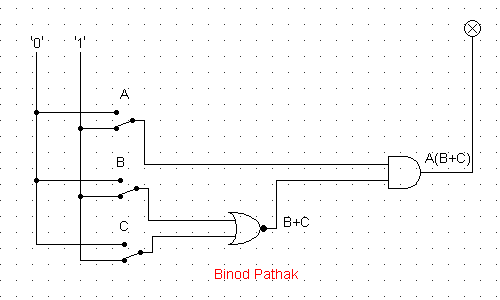 '0' '1'
A
B
A(B+C)
C
B+C
Binod Pathak